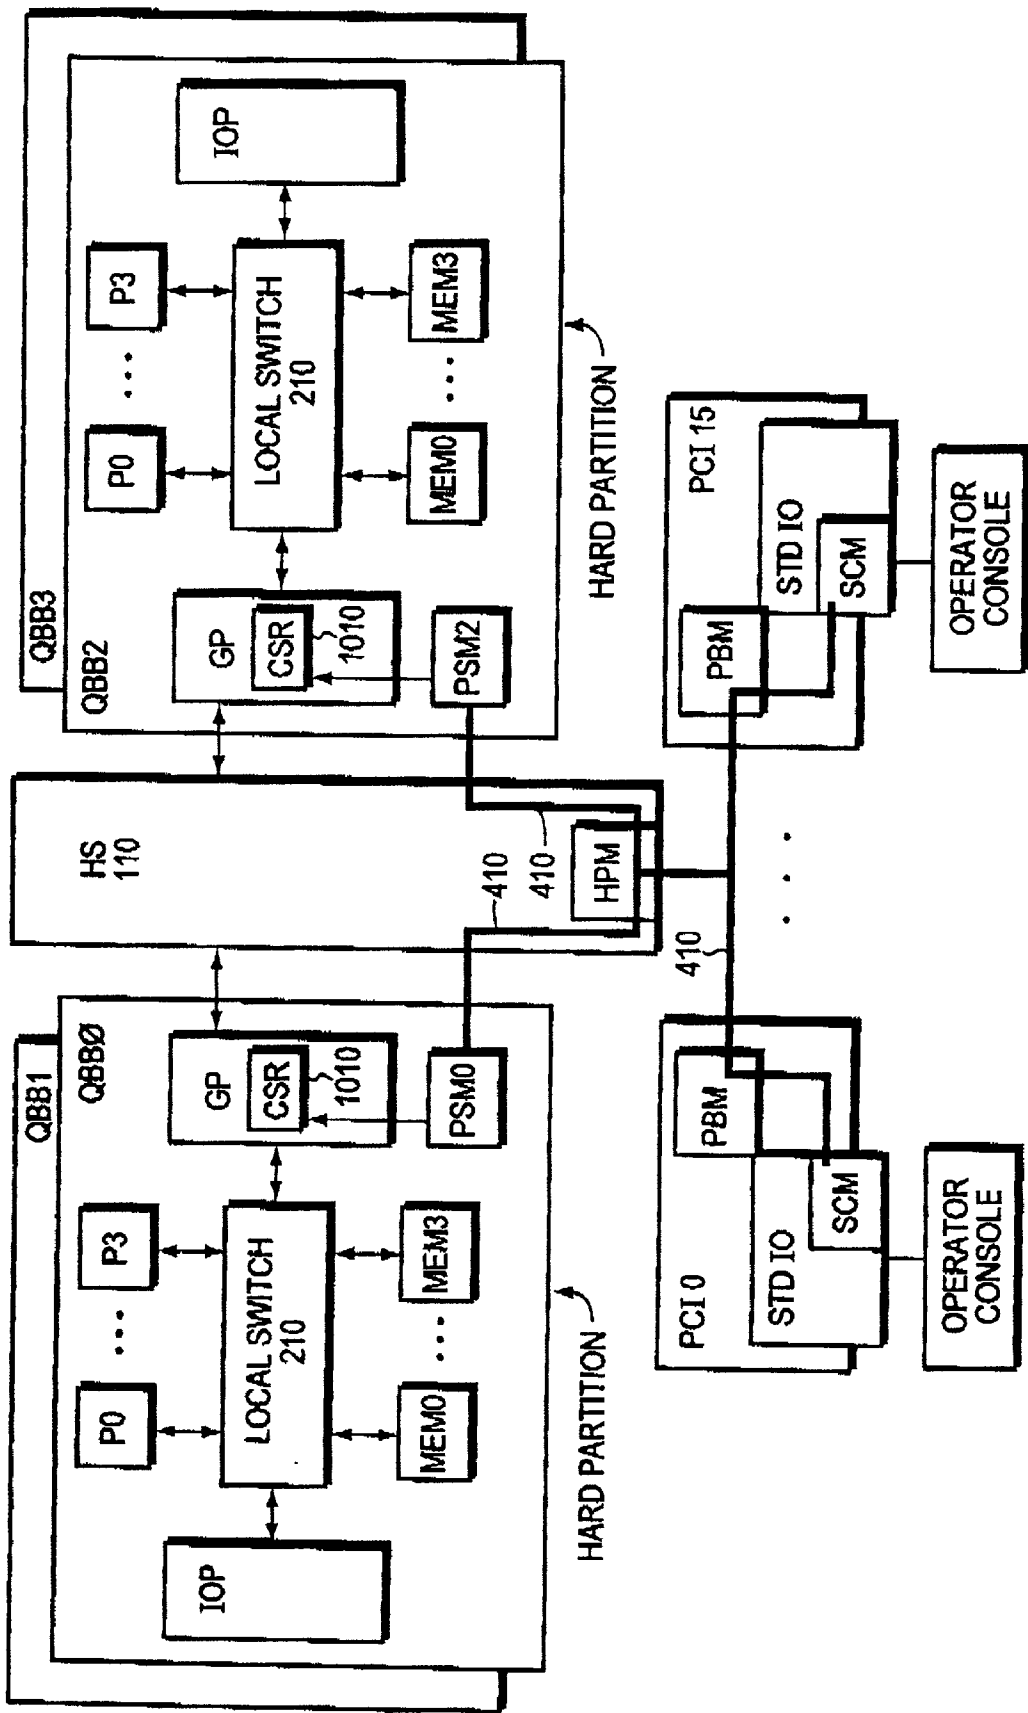 QBB1
QBBØ
IOP
P0
...
P3
LOCAL SWITCH
210
MEM0
...
MEM3
GP
CSR
1010
PSM0
HARD PARTITION
HS
110
410
410
HPM
QBB3
QBB2
GP
CSR
1010
PSM2
P0
...
P3
LOCAL SWITCH
210
MEM0
...
MEM3
IOP
HARD PARTITION
PCI 0
STD IO
SCM
PBM
OPERATOR
CONSOLE
410
...
PCI 15
PBM
STD IO
SCM
OPERATOR
CONSOLE